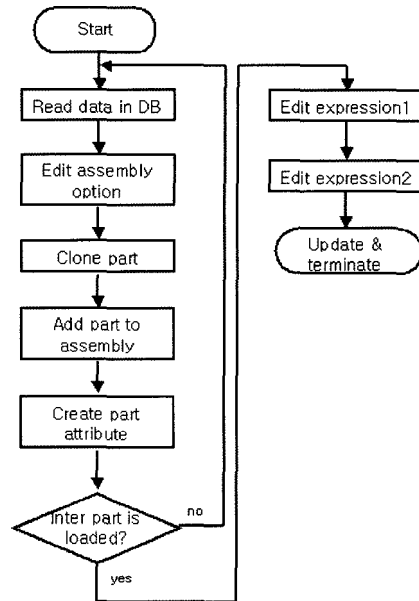 Start
Read data in DB
Edit assembly
option
Clone part
Add part to
assembly
Create part
attribute
Inter part is
loaded?
no
yes
Edit expression1
Edit expression2
Update &
terminate